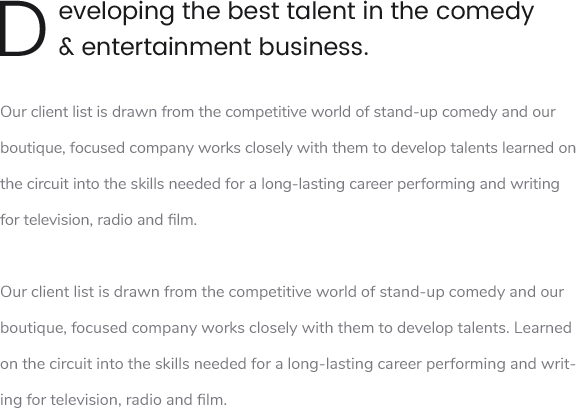 Developing the best talent in the comedy
& entertainment business.
Our client list is drawn from the competitive world of stand-up comedy and our
boutique, focused company works closely with them to develop talents learned on
the circuit into the skills needed for a long-lasting career performing and writing
for television, radio and film.
Our client list is drawn from the competitive world of stand-up comedy and our
boutique, focused company works closely with them to develop talents. Learned
on the circuit into the skills needed for a long-lasting career performing and writ-
ing for television, radio and film.